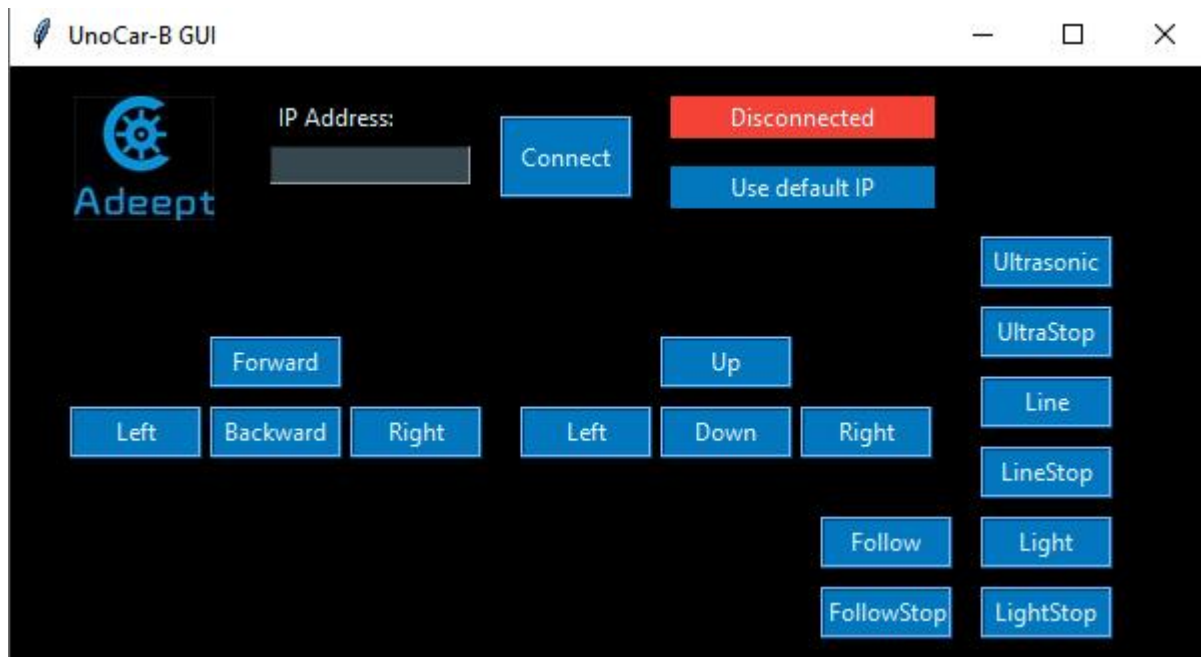 UnoCar-B GUI
Adeept
IP Address:
Connect
Disconnected
Use default IP
Ultrasonic
UltraStop
Forward
Up
Line
Left
Backward
Right
Left
Down
Right
LineStop
Follow
Light
FollowStop
LightStop